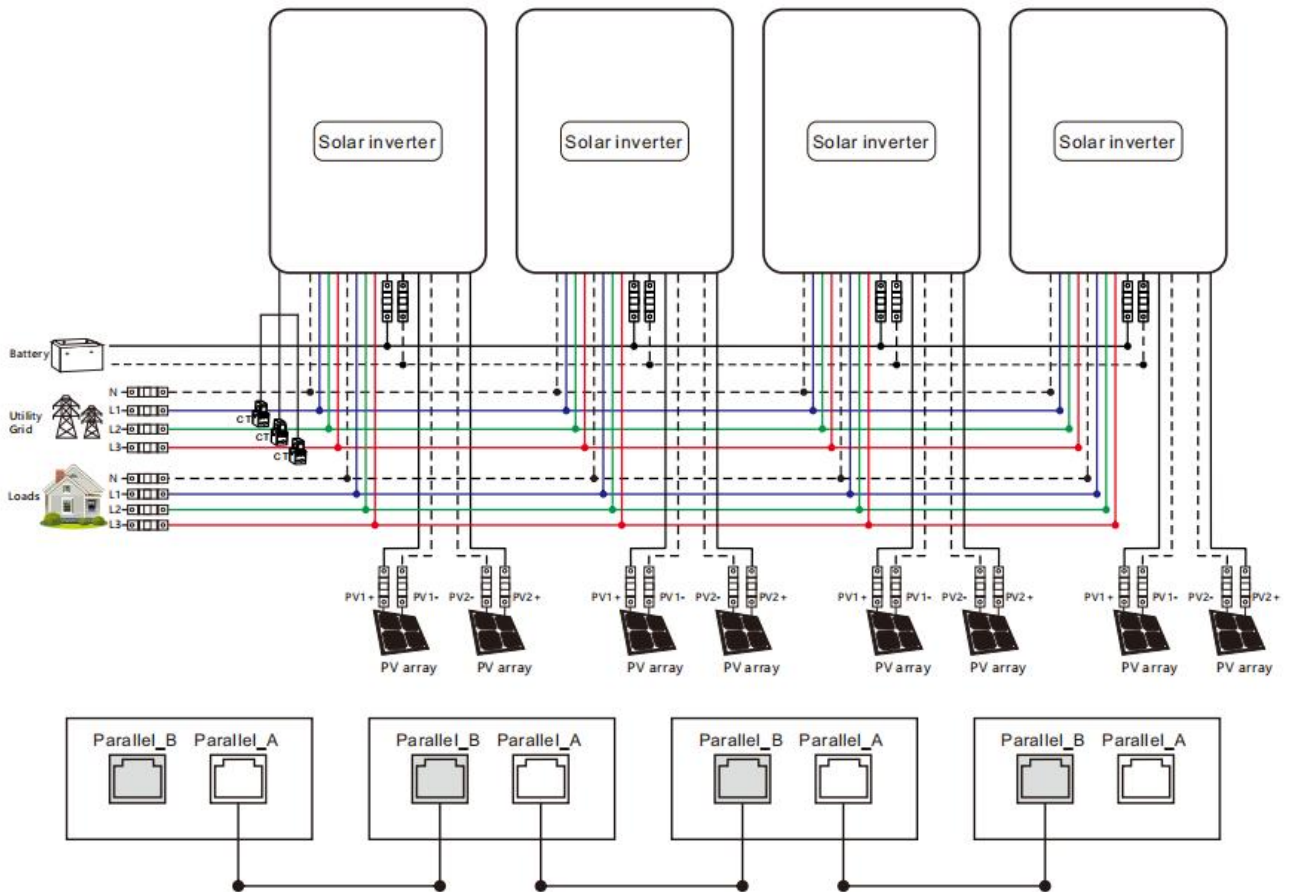 Solar inverter Solar inverter Solar inverter Solar inverter
Battery
N
L1
Utility
Grid
L2
L3
CT
CT
CT
N
Loads
L1
L2
L3
PV1+ PV1- PV2- PV2+ PV1+ PV1- PV2- PV2+ PV1+ PV1- PV2- PV2+ PV1+ PV1- PV2- PV2+
PV array PV array PV array PV array PV array PV array PV array PV array
Parallel_B Parallel_A Parallel_B Parallel_A Parallel_B Parallel_A Parallel_B Parallel_A